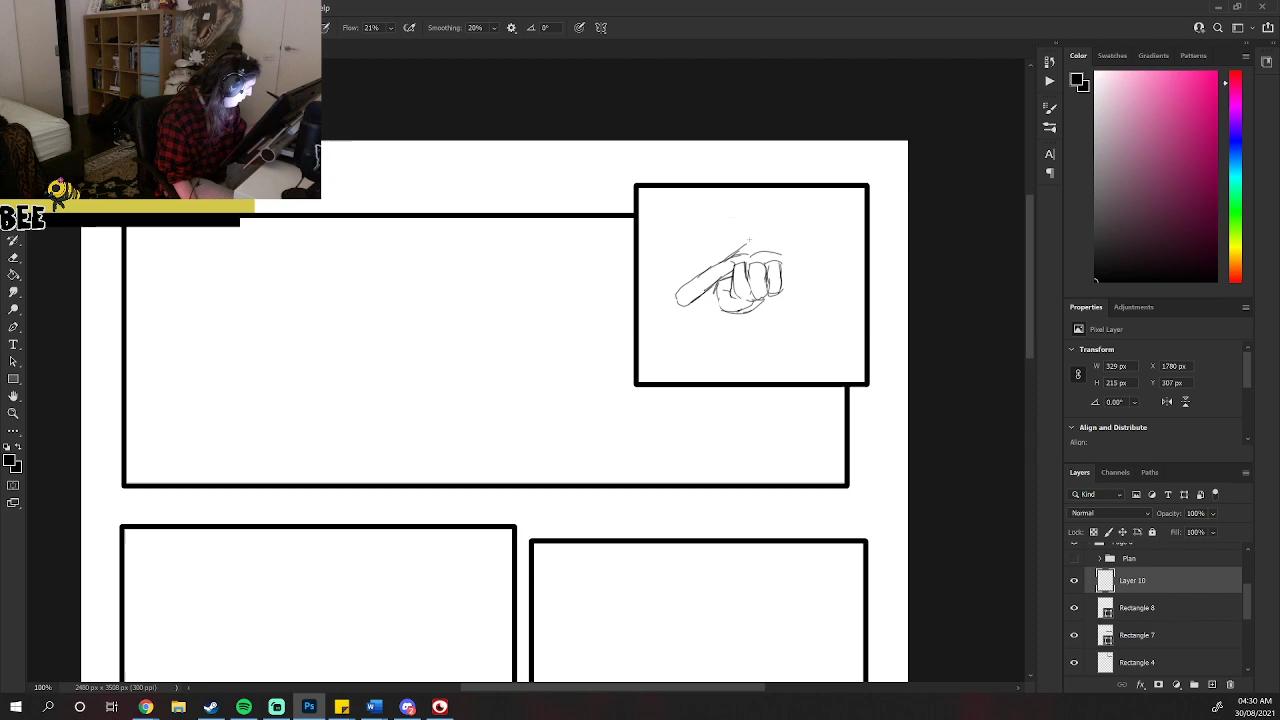 elp
Flow: 21%
Smoothing: 20%
0°
BEE
Color
Swatches
Gradients
Patterns
Properties
Adjustments
Pixel Layer
Transform
W 329 px
X 1780 px
H 215 px
Y 307 px
0.00°
Align and Distribute
Align:
Layers
Channels
Paths
Kind
Normal
Opacity: 100%
Lock:
Fill: 100%
Plan
Layer 10
Rectangle 8
Rectangle 7
Rectangle 4
100%
2480 px x 3508 px (300 ppi)
04:30 AM
30/08/2021